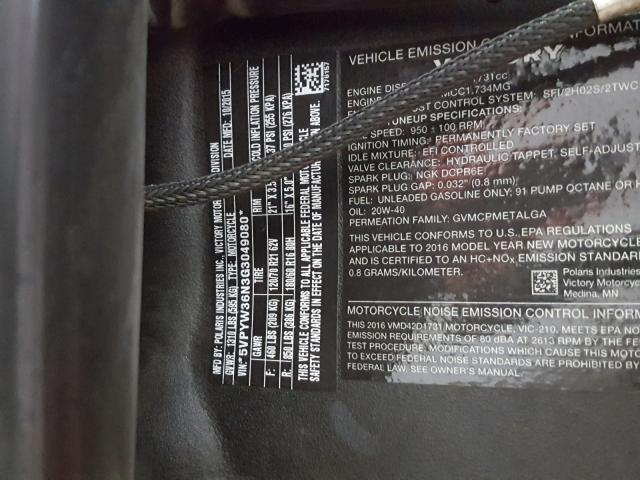 MFD BY: POLARIS INDUSTRIES INC., VICTORY MOTOR DIVISION
GVWR: 1310 LBS (595 KG) TYPE: MOTORCYCLE DATE MFD: 10/2015
VIN:* 5VPYW36N3G3049080*
GAWR TIRE RIM COLD INFLATION PRESSURE
F: 460 LBS (209 KG) 120/70 R21 62V 21" X 3.5 37 PSI (255 KPA)
R: 850 LBS (386 KG) 180/60 R16 80H 16" X 5.0" PSI (276 KPA)
THIS VEHICLE CONFORMS TO ALL APPLICABLE FEDERAL MOTOR
SAFETY STANDARDS IN EFFECT ON THE DATE OF MANUFACTURE ABOVE.
7176167
VEHICLE EMISSION INFORMAT
ENGINE 1731cc
ENGINE MCC1.734MG
CONTROL SYSTEM: SFI/2H02S/2TWC
TUNEUP SPECIFICATIONS:
SPEED: 950 ± 100 RPM
IGNITION TIMING: PERMANENTLY FACTORY SET
IDLE MIXTURE: EFI CONTROLLED
VALVE CLEARANCE: HYDRAULIC TAPPET, SELF-ADJUST
SPARK PLUG: NGK DCPR6E
SPARK PLUG GAP: 0.032" (0.8 mm)
FUEL: UNLEADED GASOLINE ONLY: 91 PUMP OCTANE OR H
OIL: 20W-40
PERMEATION FAMILY: GVMCPMETALGA
THIS VEHICLE CONFORMS TO U.S. EPA REGULATIONS
APPLICABLE TO 2016 MODEL YEAR NEW MOTORCYCLE
AND IS CERTIFIED TO AN HC+NOx EMISSION STANDARD
0.8 GRAMS/KILOMETER.
Polaris Industries
Victory Motorcy
Medina, MN
MOTORCYCLE NOISE EMISSION CONTROL INFORMAT
THIS 2016 VMD42D1731 MOTORCYCLE, VIC-210, MEETS EPA NO
EMISSION REQUIREMENTS OF 80 dBA AT 2613 RPM BY THE FEDE
TEST PROCEDURE. MODIFICATIONS WHICH CAUSE THIS MOTO
TO EXCEED FEDERAL NOISE STANDARDS ARE PROHIBITED BY
FEDERAL LAW. SEE OWNER'S MANUAL.